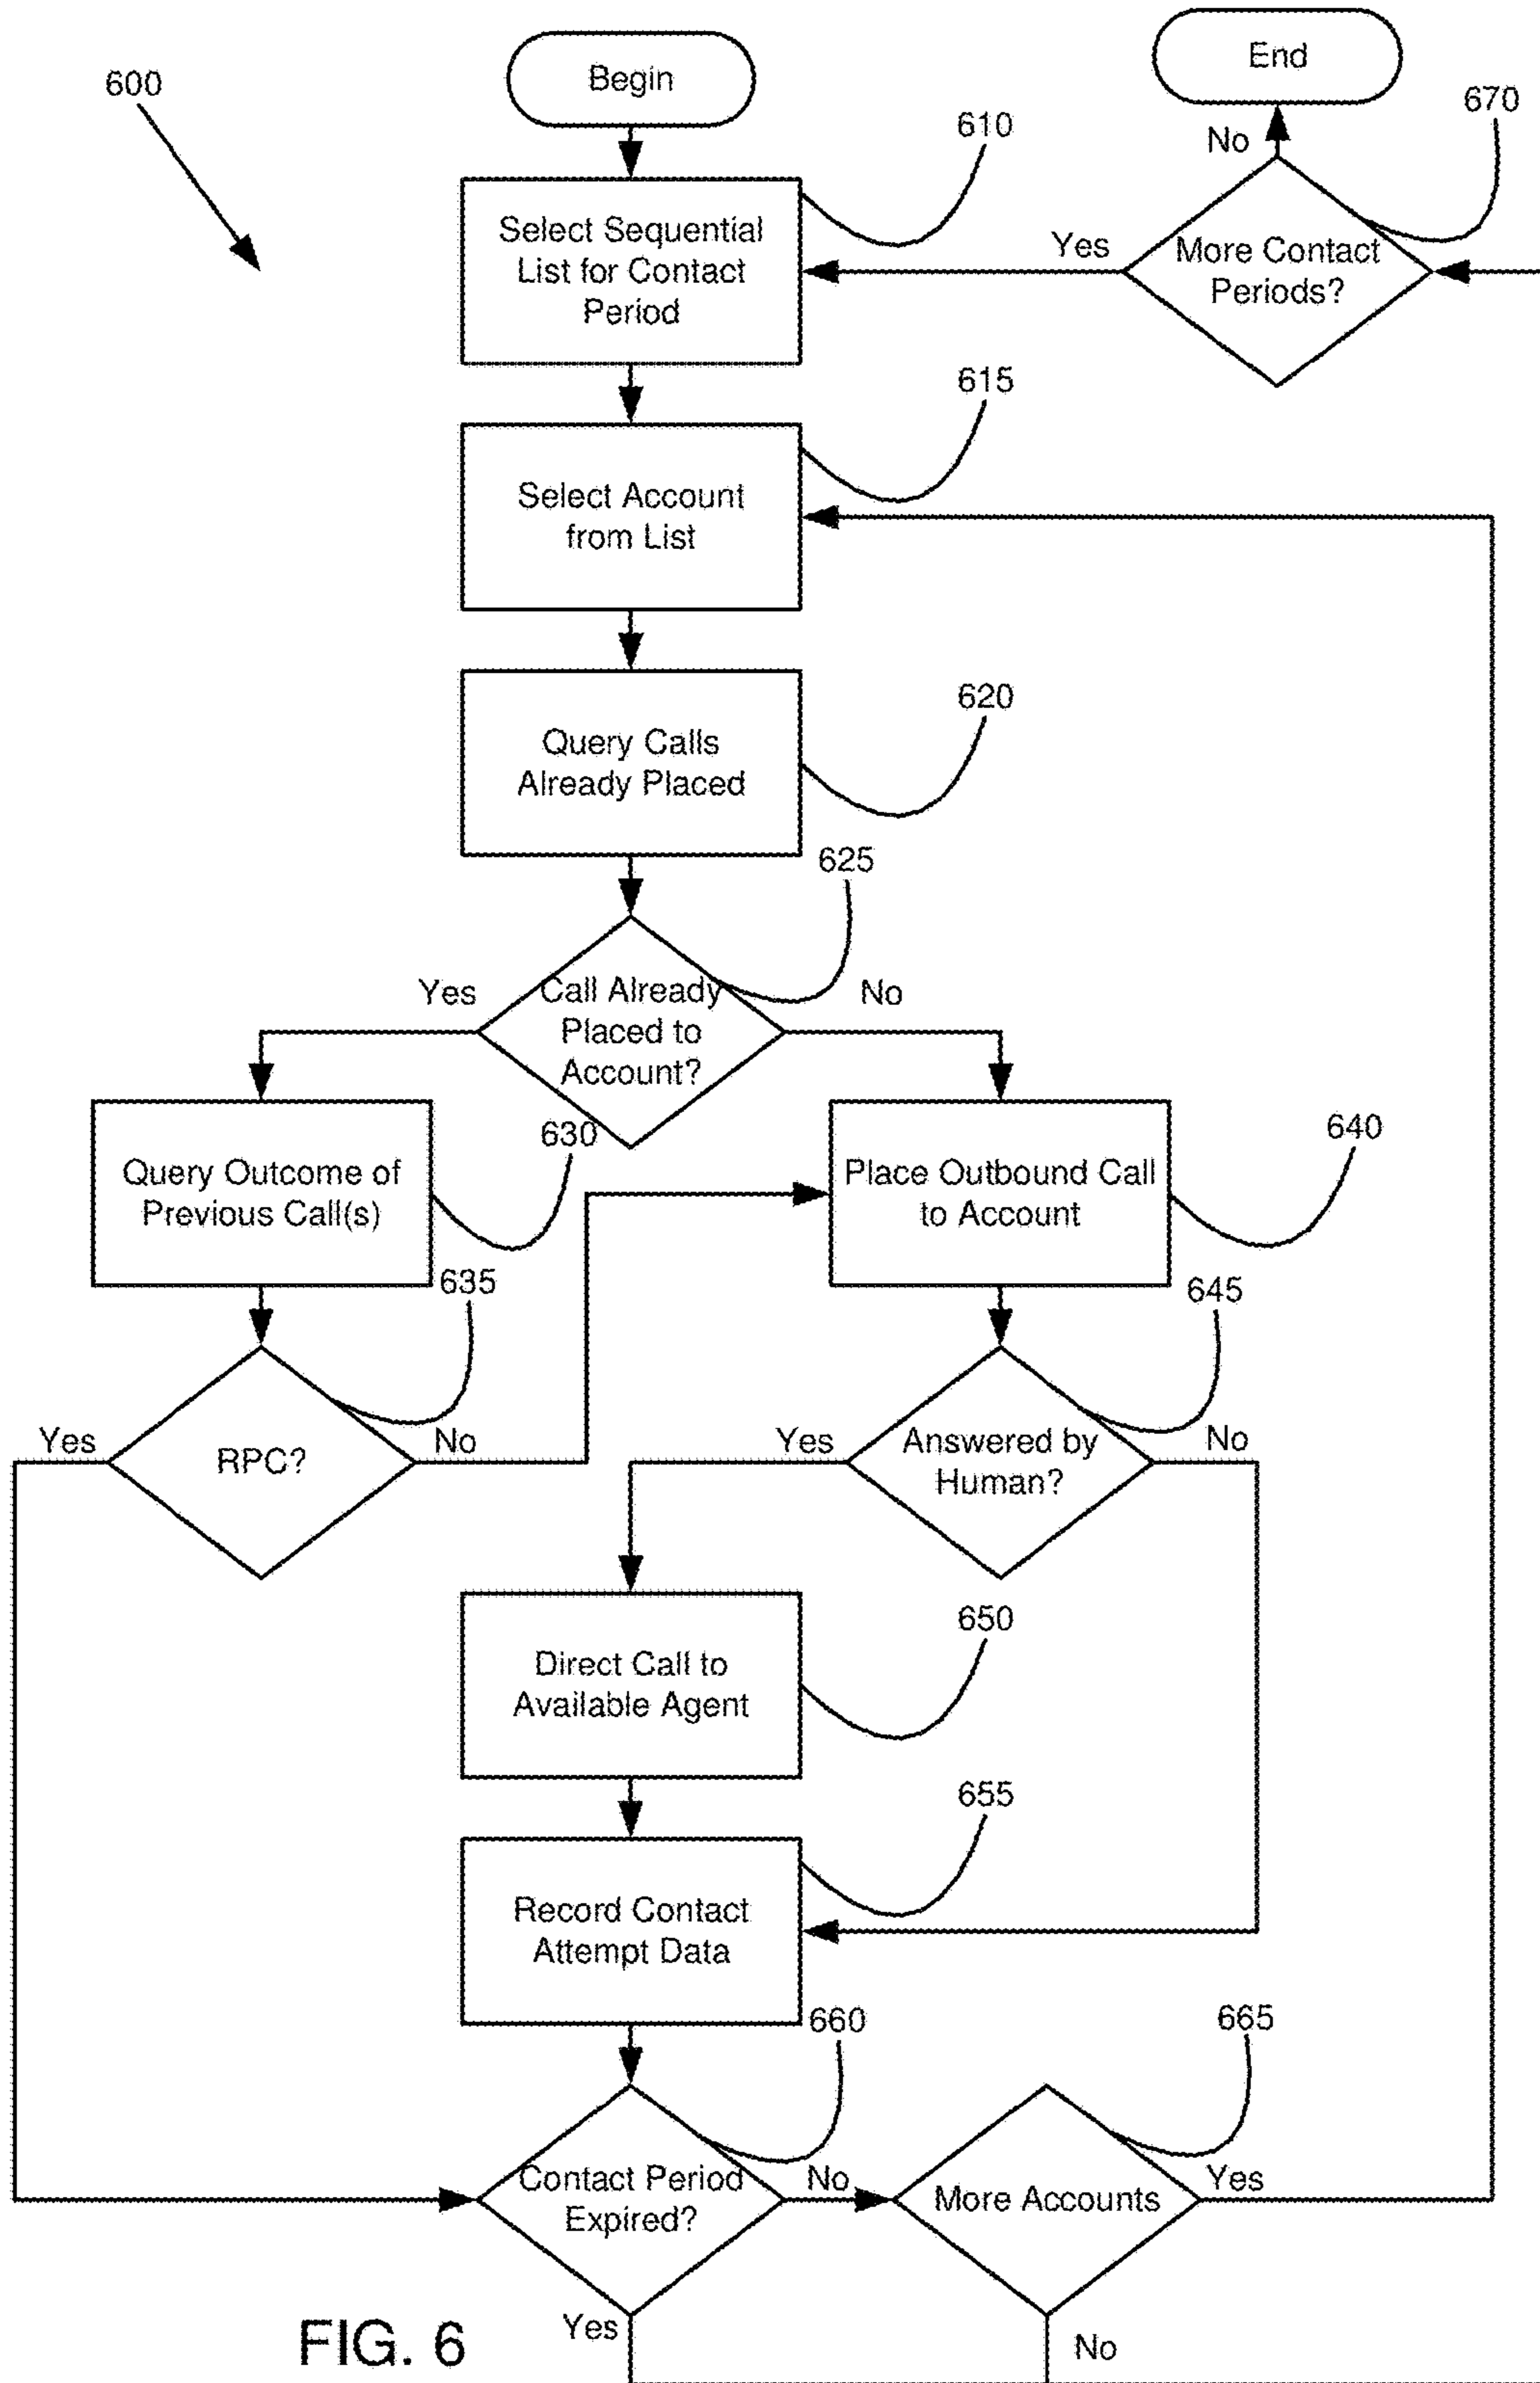 600
Begin
End
610
670
No
Select Sequential
List for Contact
Period
Yes
More Contact
Periods?
615
Select Account
from List
620
Query Calls
Already Placed
625
Yes
Call Already
Placed to
Account?
No
630
Query Outcome of
Previous Call(s)
640
Place Outbound Call
to Account
635
645
Yes
RPC?
No
Yes
Answered by
Human?
No
650
Direct Call to
Available Agent
655
Record Contact
Attempt Data
660
665
Contact Period
Expired?
No
More Accounts
Yes
Yes
No
FIG. 6